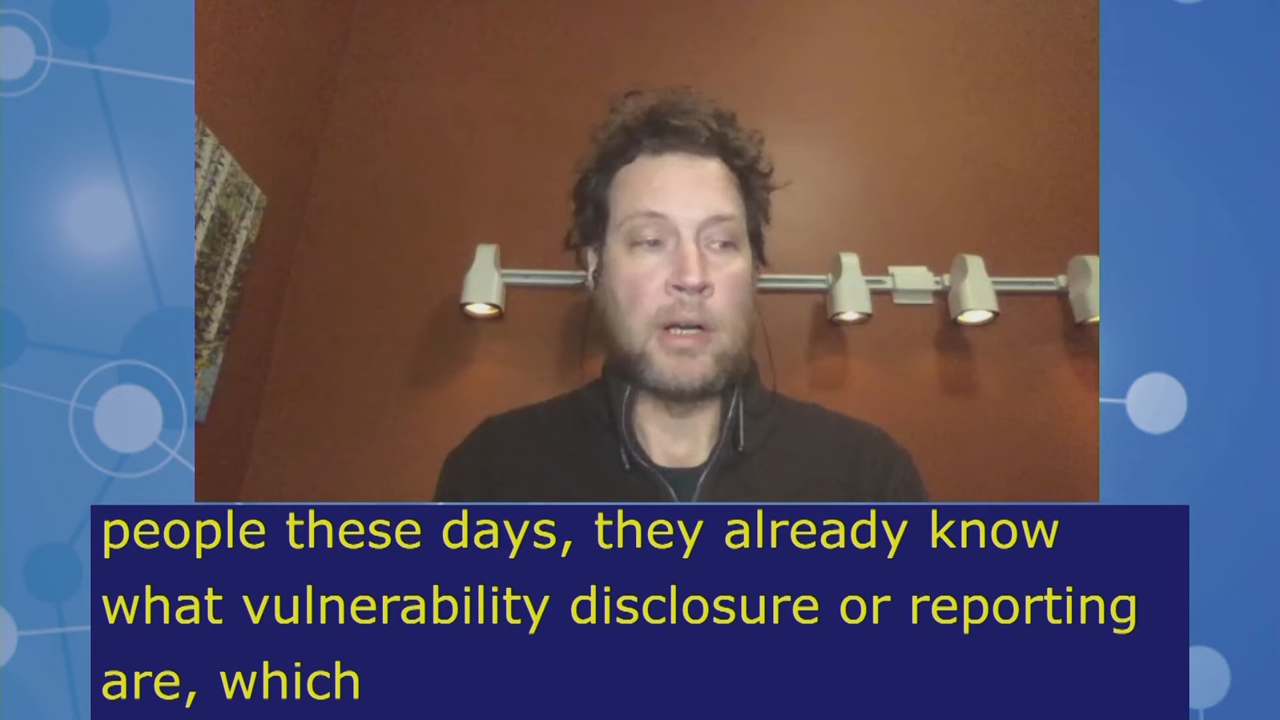 people these days, they already know
what vulnerability disclosure or reporting
are, which